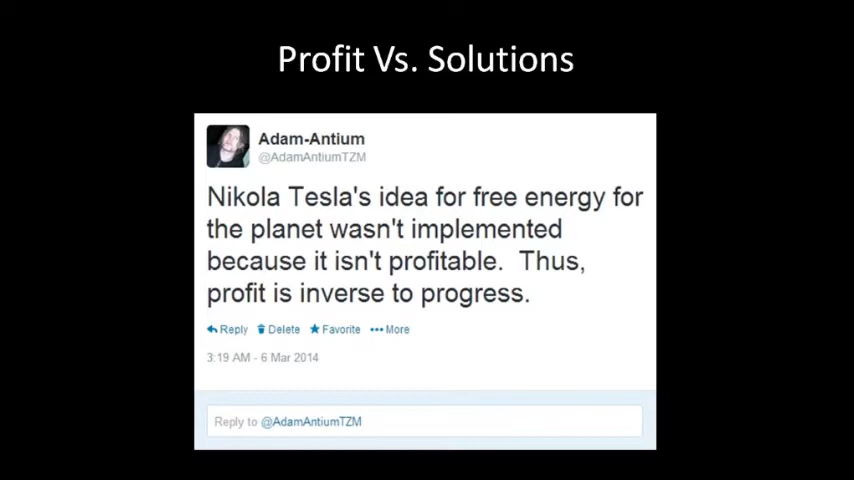 Profit Vs. Solutions
Adam-Antium
@AdamAntiumTZM
Nikola Tesla's idea for free energy for
the planet wasn't implemented
because it isn't profitable.  Thus,
profit is inverse to progress.
Reply Delete Favorite More
3:19 AM - 6 Mar 2014
Reply to @AdamAntiumTZM